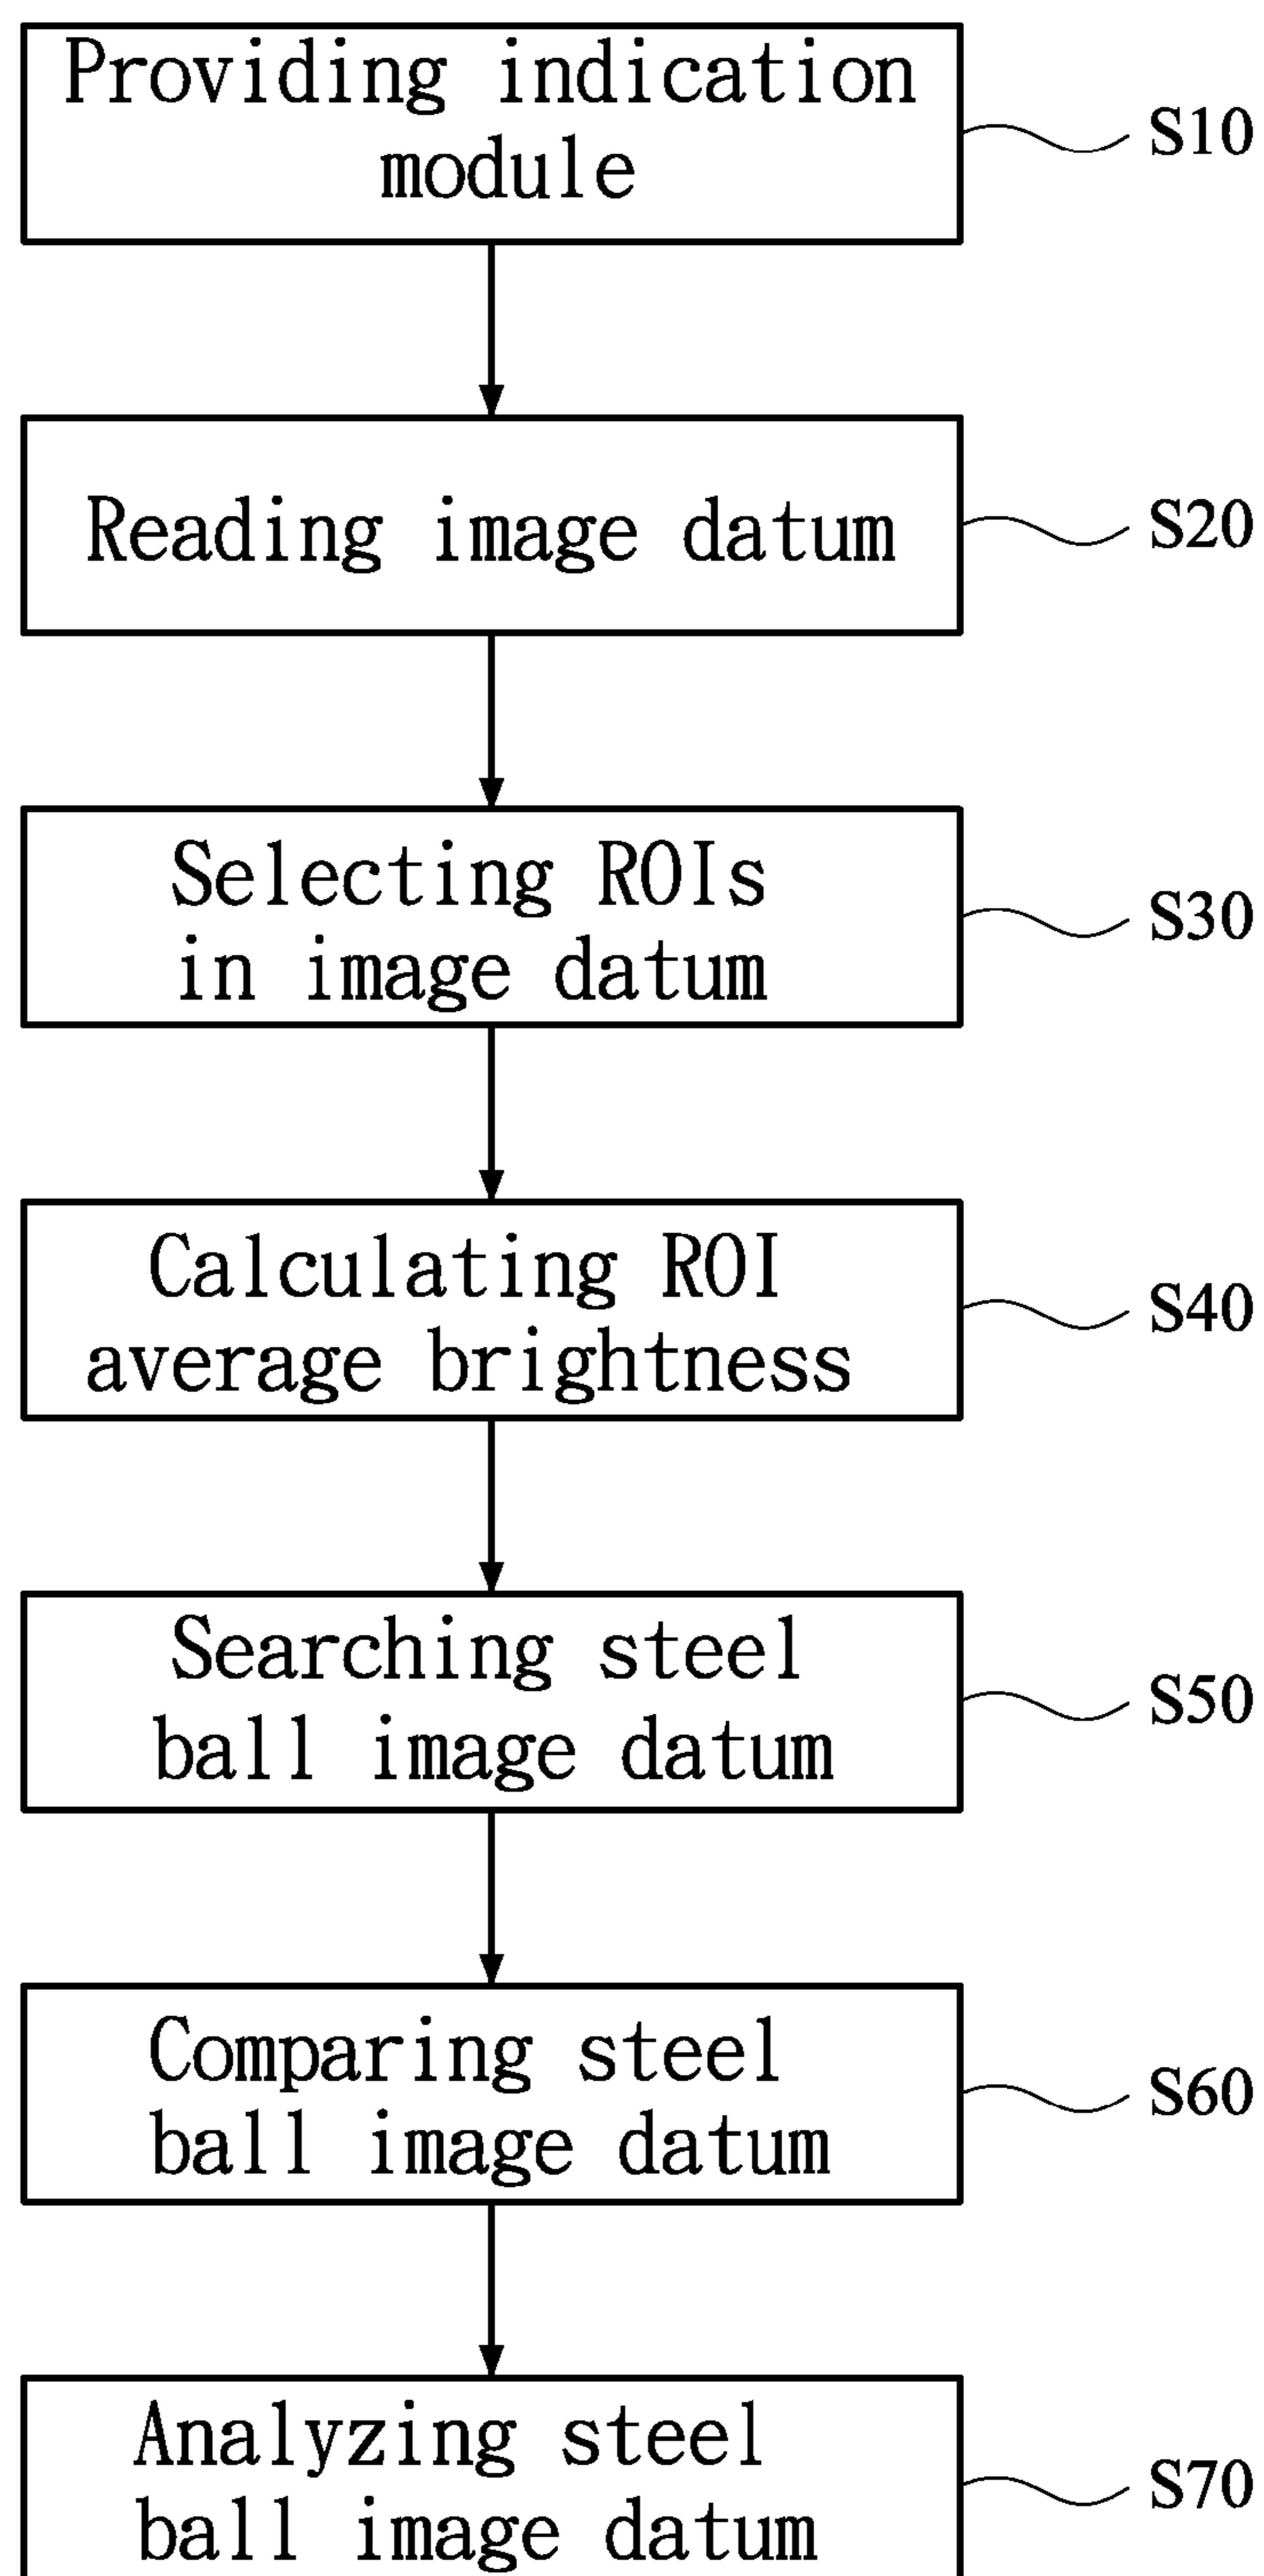 Providing indication
module
S10
Reading image datum
S20
Selecting ROIs
in image datum
S30
Calculating ROI
average brightness
S40
Searching steel
ball image datum
S50
Comparing steel
ball image datum
S60
Analyzing steel
ball image datum
S70